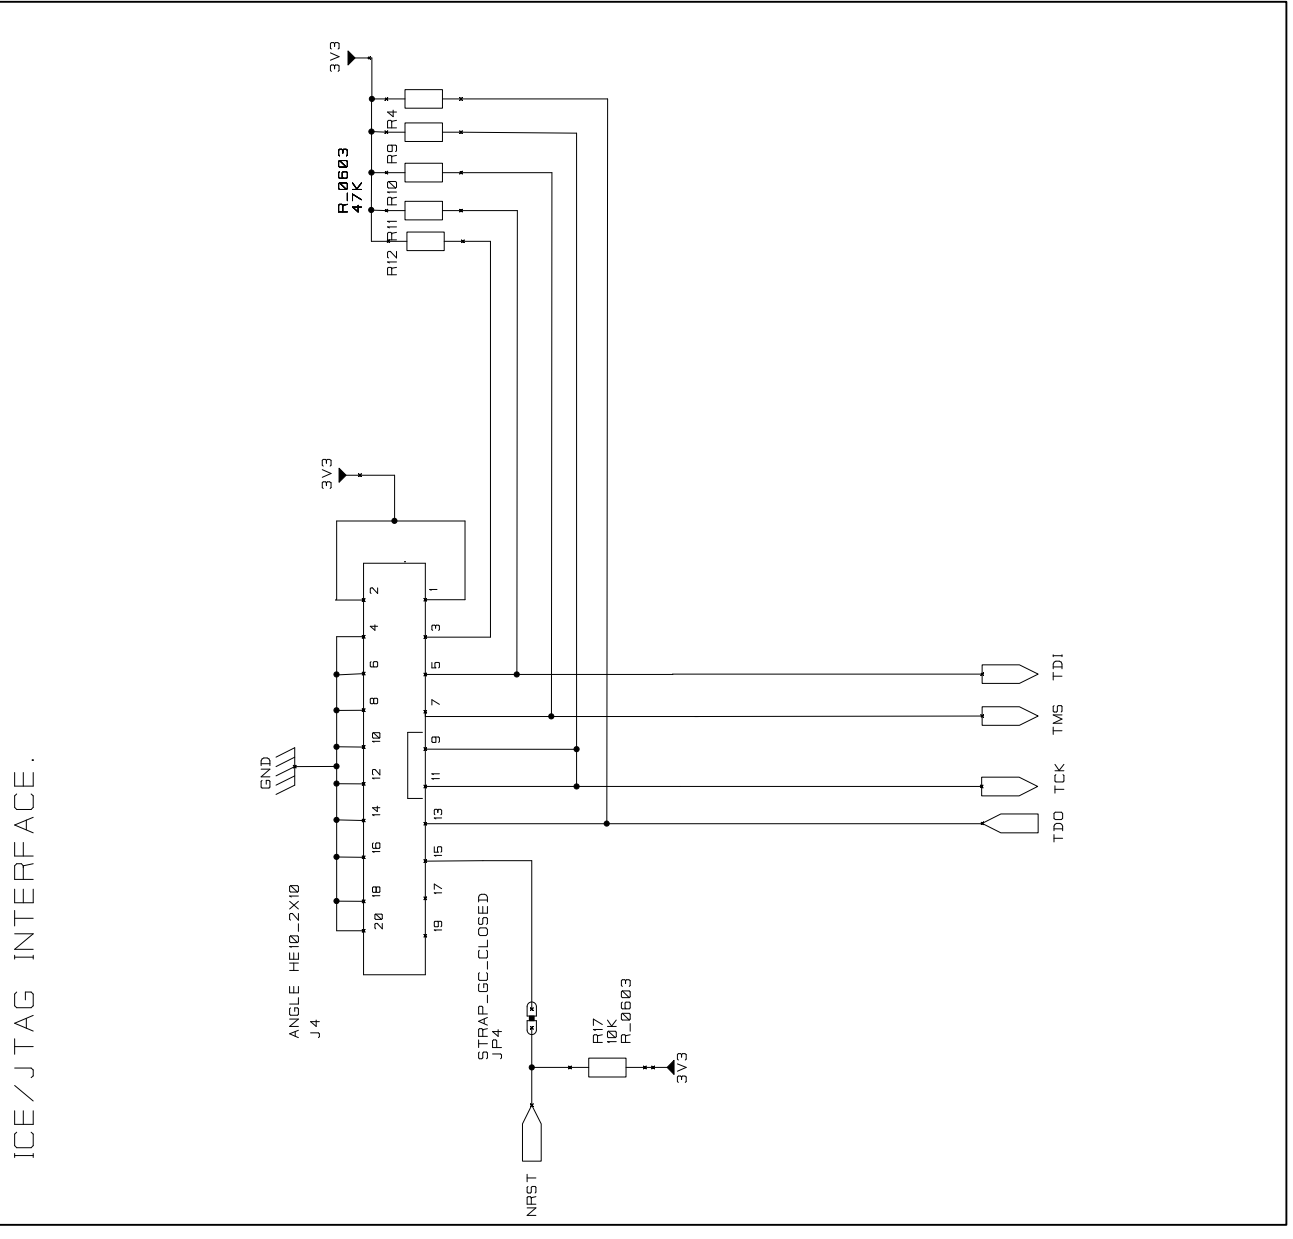 ICE/JTAG INTERFACE.
3V3
R_0603
47K
R4
R9
R10
R11
R12
3V3
2
4
6
8
10
12
14
16
18
20
1
3
5
7
9
11
13
15
17
19
GND
ANGLE HE10_2X10
J4
STRAP_GC_CLOSED
JP4
R17
10K
R_0603
3V3
NRST
TDI
TMS
TCK
TDO